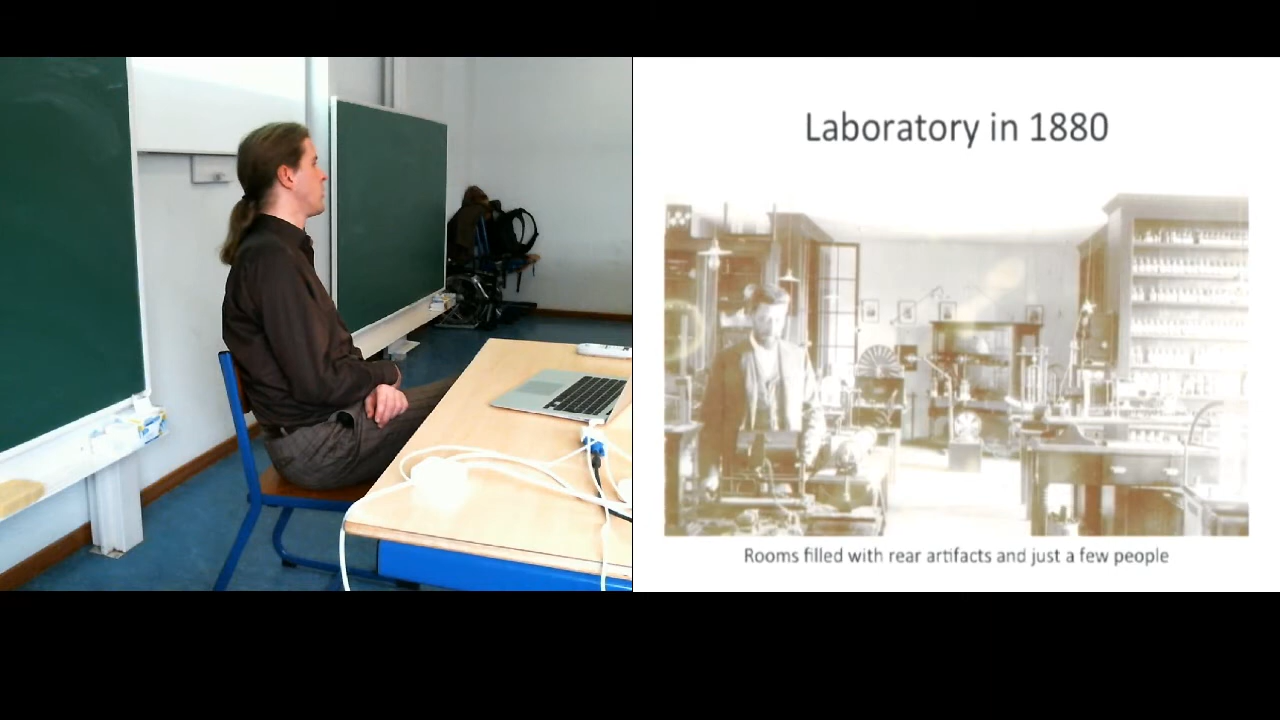 Laboratory in 1880
Rooms filled with rear artifacts and just a few people